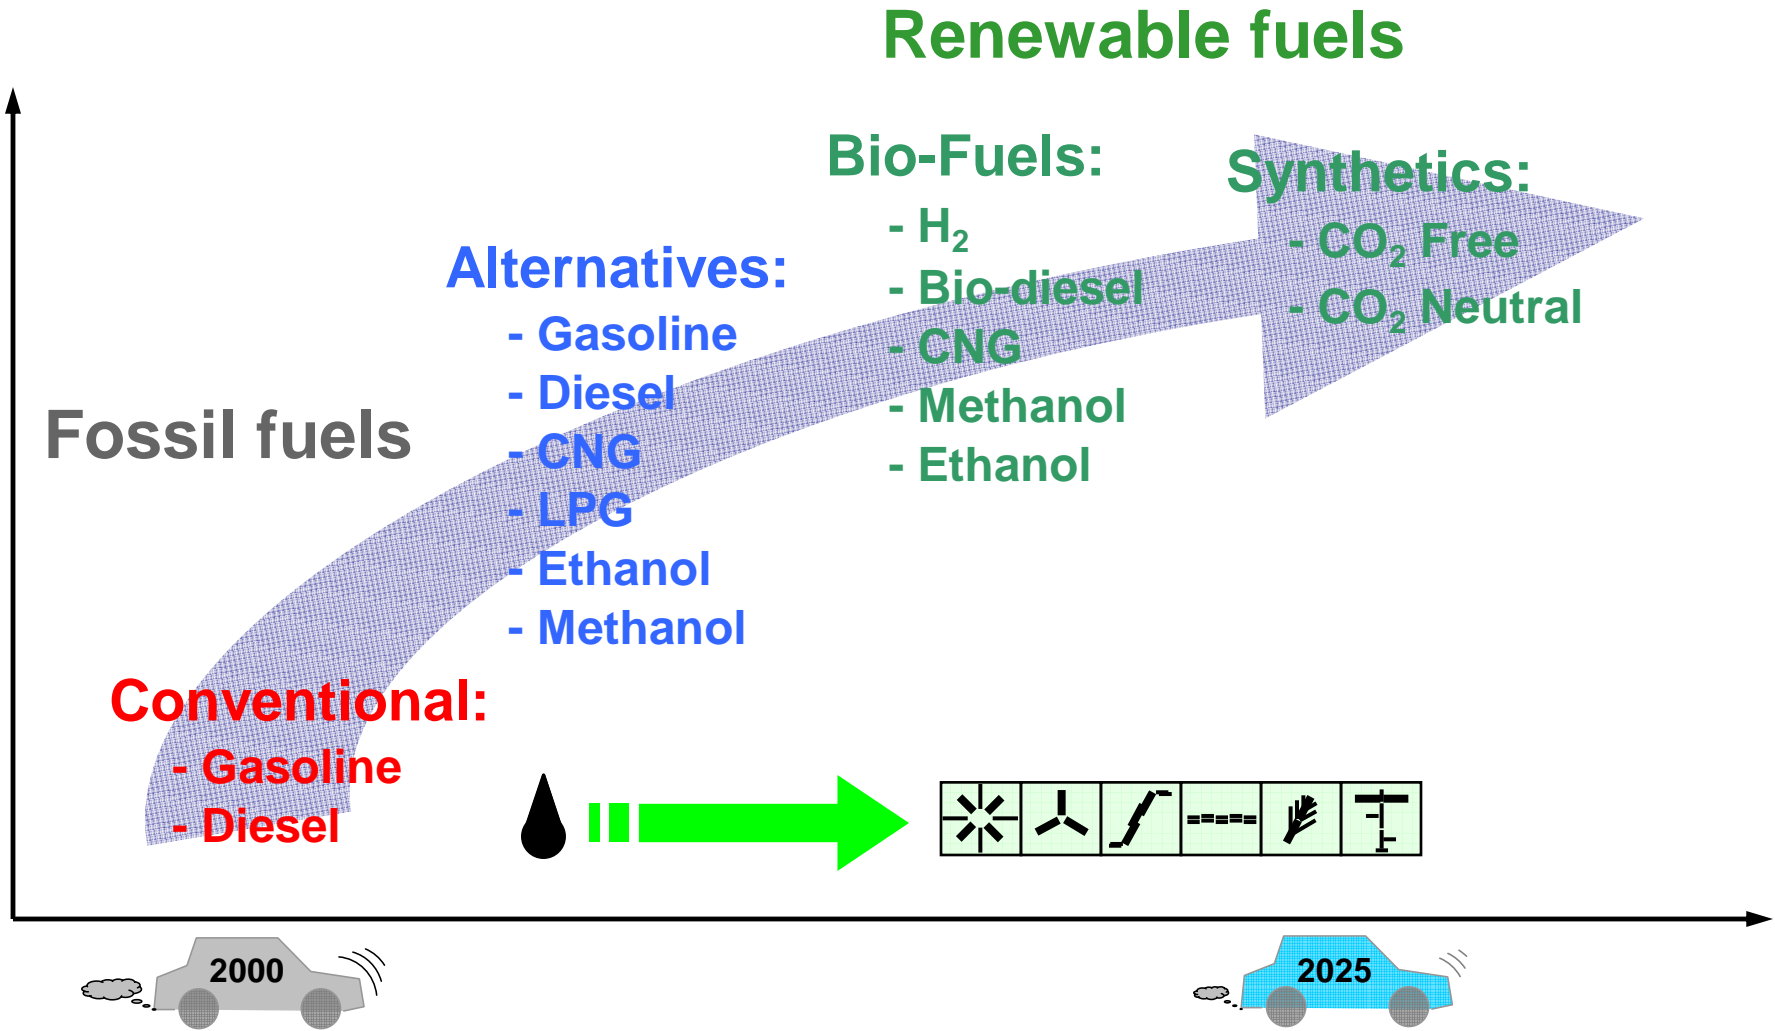 Renewable fuels
Bio-Fuels:
- H₂
- Bio-diesel
- CNG
- Methanol
- Ethanol
Synthetics:
- CO₂ Free
- CO₂ Neutral
Alternatives:
- Gasoline
- Diesel
- CNG
- LPG
- Ethanol
- Methanol
Fossil fuels
Conventional:
- Gasoline
- Diesel
2000
2025